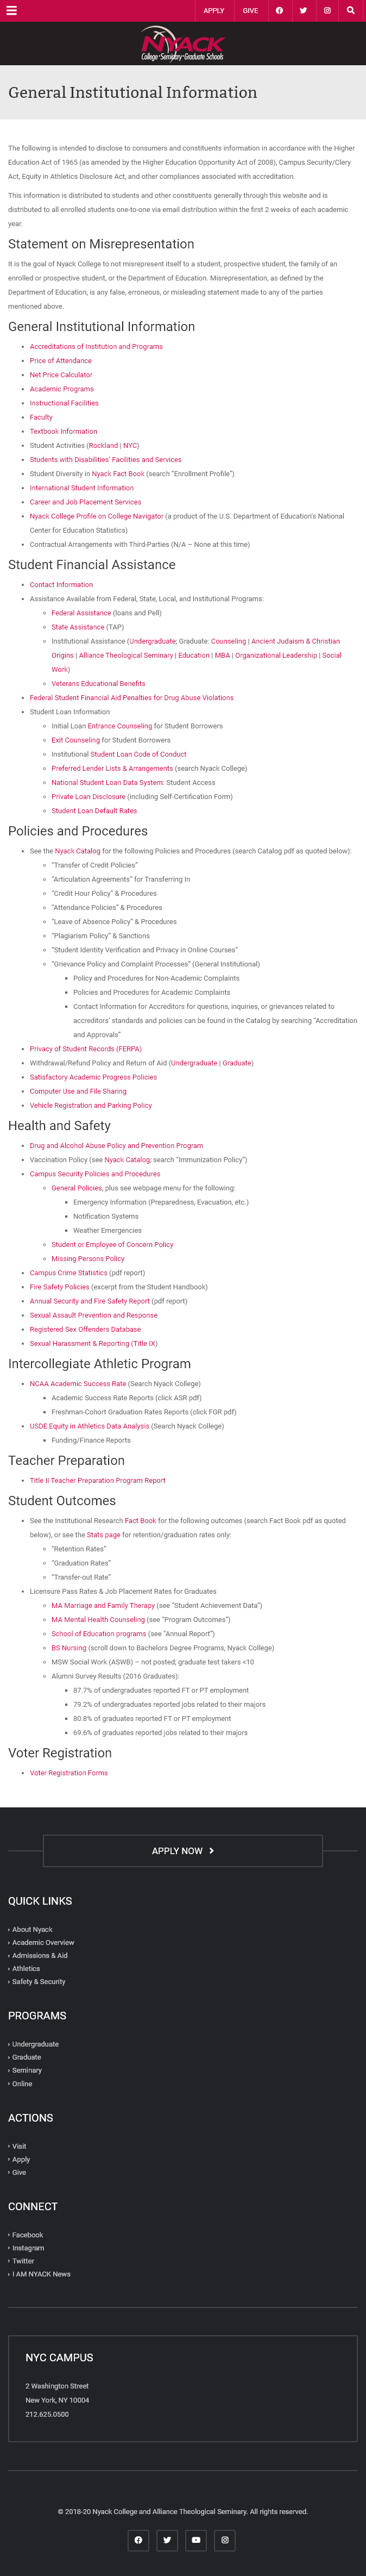 APPLY GIVE
NYACK
College • Seminary • Graduate Schools
General Institutional Information
The following is intended to disclose to consumers and constituents information in accordance with the Higher
Education Act of 1965 (as amended by the Higher Education Opportunity Act of 2008), Campus Security/Clery
Act, Equity in Athletics Disclosure Act, and other compliances associated with accreditation.
This information is distributed to students and other constituents generally through this website and is
distributed to all enrolled students one-to-one via email distribution within the first 2 weeks of each academic
year.
Statement on Misrepresentation
It is the goal of Nyack College to not misrepresent itself to a student, prospective student, the family of an
enrolled or prospective student, or the Department of Education. Misrepresentation, as defined by the
Department of Education, is any false, erroneous, or misleading statement made to any of the parties
mentioned above.
General Institutional Information
• Accreditations of Institution and Programs
• Price of Attendance
• Net Price Calculator
• Academic Programs
• Instructional Facilities
• Faculty
• Textbook Information
• Student Activities (Rockland | NYC)
• Students with Disabilities' Facilities and Services
• Student Diversity in Nyack Fact Book (search “Enrollment Profile”)
• International Student Information
• Career and Job Placement Services
• Nyack College Profile on College Navigator (a product of the U.S. Department of Education's National
Center for Education Statistics)
• Contractual Arrangements with Third-Parties (N/A – None at this time)
Student Financial Assistance
• Contact Information
• Assistance Available from Federal, State, Local, and Institutional Programs:
◦ Federal Assistance (loans and Pell)
◦ State Assistance (TAP)
◦ Institutional Assistance (Undergraduate; Graduate: Counseling | Ancient Judaism & Christian
Origins | Alliance Theological Seminary | Education | MBA | Organizational Leadership | Social
Work)
◦ Veterans Educational Benefits
• Federal Student Financial Aid Penalties for Drug Abuse Violations
• Student Loan Information
◦ Initial Loan Entrance Counseling for Student Borrowers
◦ Exit Counseling for Student Borrowers
◦ Institutional Student Loan Code of Conduct
◦ Preferred Lender Lists & Arrangements (search Nyack College)
◦ National Student Loan Data System: Student Access
◦ Private Loan Disclosure (including Self-Certification Form)
◦ Student Loan Default Rates
Policies and Procedures
• See the Nyack Catalog for the following Policies and Procedures (search Catalog pdf as quoted below):
◦ “Transfer of Credit Policies”
◦ “Articulation Agreements” for Transferring In
◦ “Credit Hour Policy” & Procedures
◦ “Attendance Policies” & Procedures
◦ “Leave of Absence Policy” & Procedures
◦ “Plagiarism Policy” & Sanctions
◦ “Student Identity Verification and Privacy in Online Courses”
◦ “Grievance Policy and Complaint Processes” (General Institutional)
▪ Policy and Procedures for Non-Academic Complaints
▪ Policies and Procedures for Academic Complaints
▪ Contact Information for Accreditors for questions, inquiries, or grievances related to
accreditors' standards and policies can be found in the Catalog by searching “Accreditation
and Approvals”
• Privacy of Student Records (FERPA)
• Withdrawal/Refund Policy and Return of Aid (Undergraduate | Graduate)
• Satisfactory Academic Progress Policies
• Computer Use and File Sharing
• Vehicle Registration and Parking Policy
Health and Safety
• Drug and Alcohol Abuse Policy and Prevention Program
• Vaccination Policy (see Nyack Catalog; search “Immunization Policy”)
• Campus Security Policies and Procedures
◦ General Policies, plus see webpage menu for the following:
▪ Emergency Information (Preparedness, Evacuation, etc.)
▪ Notification Systems
▪ Weather Emergencies
◦ Student or Employee of Concern Policy
◦ Missing Persons Policy
• Campus Crime Statistics (pdf report)
• Fire Safety Policies (excerpt from the Student Handbook)
• Annual Security and Fire Safety Report (pdf report)
• Sexual Assault Prevention and Response
• Registered Sex Offenders Database
• Sexual Harassment & Reporting (Title IX)
Intercollegiate Athletic Program
• NCAA Academic Success Rate (Search Nyack College)
◦ Academic Success Rate Reports (click ASR pdf)
◦ Freshman-Cohort Graduation Rates Reports (click FGR pdf)
• USDE Equity in Athletics Data Analysis (Search Nyack College)
◦ Funding/Finance Reports
Teacher Preparation
• Title II Teacher Preparation Program Report
Student Outcomes
• See the Institutional Research Fact Book for the following outcomes (search Fact Book pdf as quoted
below), or see the Stats page for retention/graduation rates only:
◦ “Retention Rates”
◦ “Graduation Rates”
◦ “Transfer-out Rate”
• Licensure Pass Rates & Job Placement Rates for Graduates
◦ MA Marriage and Family Therapy (see “Student Achievement Data”)
◦ MA Mental Health Counseling (see “Program Outcomes”)
◦ School of Education programs (see “Annual Report”)
◦ BS Nursing (scroll down to Bachelors Degree Programs, Nyack College)
◦ MSW Social Work (ASWB) – not posted; graduate test takers <10
◦ Alumni Survey Results (2016 Graduates):
▪ 87.7% of undergraduates reported FT or PT employment
▪ 79.2% of undergraduates reported jobs related to their majors
▪ 80.8% of graduates reported FT or PT employment
▪ 69.6% of graduates reported jobs related to their majors
Voter Registration
• Voter Registration Forms
APPLY NOW
QUICK LINKS
About Nyack
Academic Overview
Admissions & Aid
Athletics
Safety & Security
PROGRAMS
Undergraduate
Graduate
Seminary
Online
ACTIONS
Visit
Apply
Give
CONNECT
Facebook
Instagram
Twitter
I AM NYACK News
NYC CAMPUS
2 Washington Street
New York, NY 10004
212.625.0500
© 2018-20 Nyack College and Alliance Theological Seminary. All rights reserved.